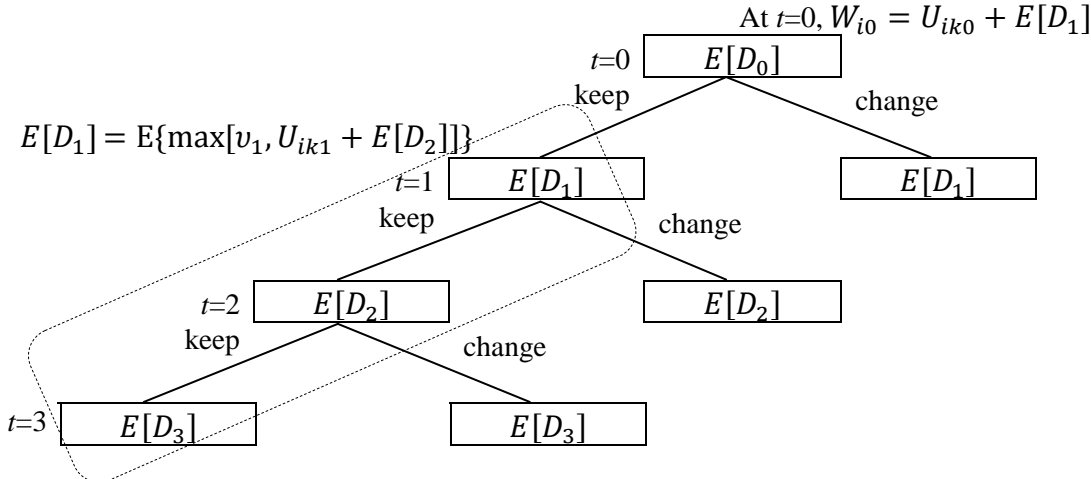 At t=0, W_{i0} = U_{ik0} + E[D_1]
t=0 E[D_0]
keep change
E[D_1] = E{max[υ_1, U_{ik1} + E[D_2]]}
t=1 E[D_1] E[D_1]
keep change
t=2 E[D_2] E[D_2]
keep change
t=3 E[D_3] E[D_3]